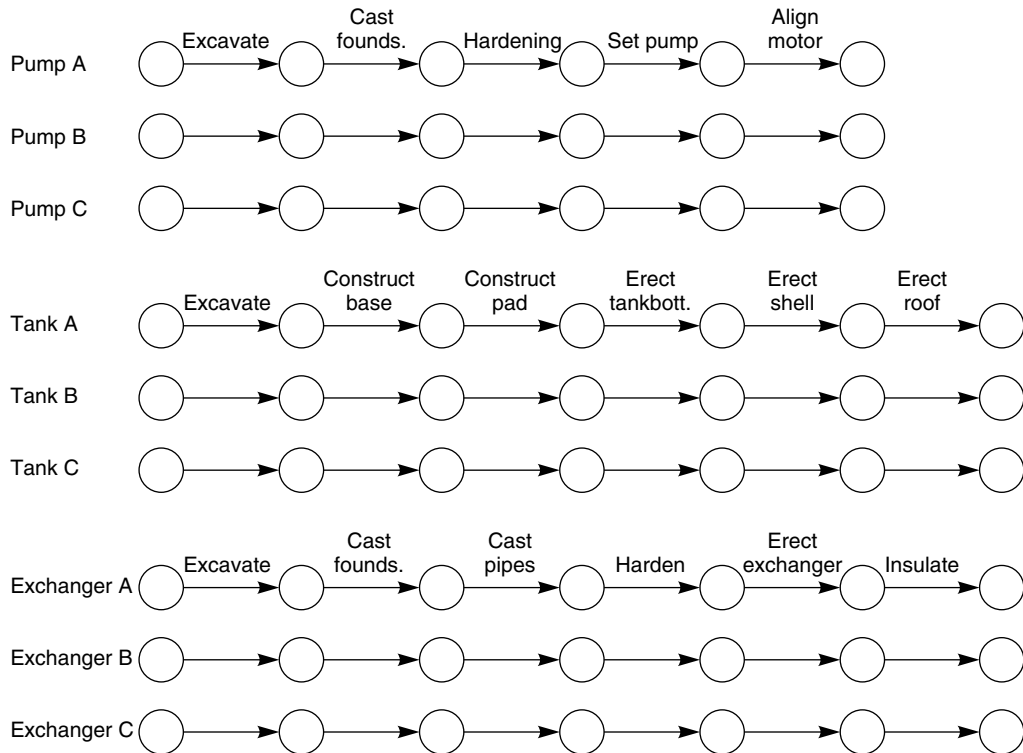 Pump A
Excavate
Cast
founds.
Hardening
Set pump
Align
motor
Pump B
Pump C
Tank A
Excavate
Construct
base
Construct
pad
Erect
tankbott.
Erect
shell
Erect
roof
Tank B
Tank C
Exchanger A
Excavate
Cast
founds.
Cast
pipes
Harden
Erect
exchanger
Insulate
Exchanger B
Exchanger C